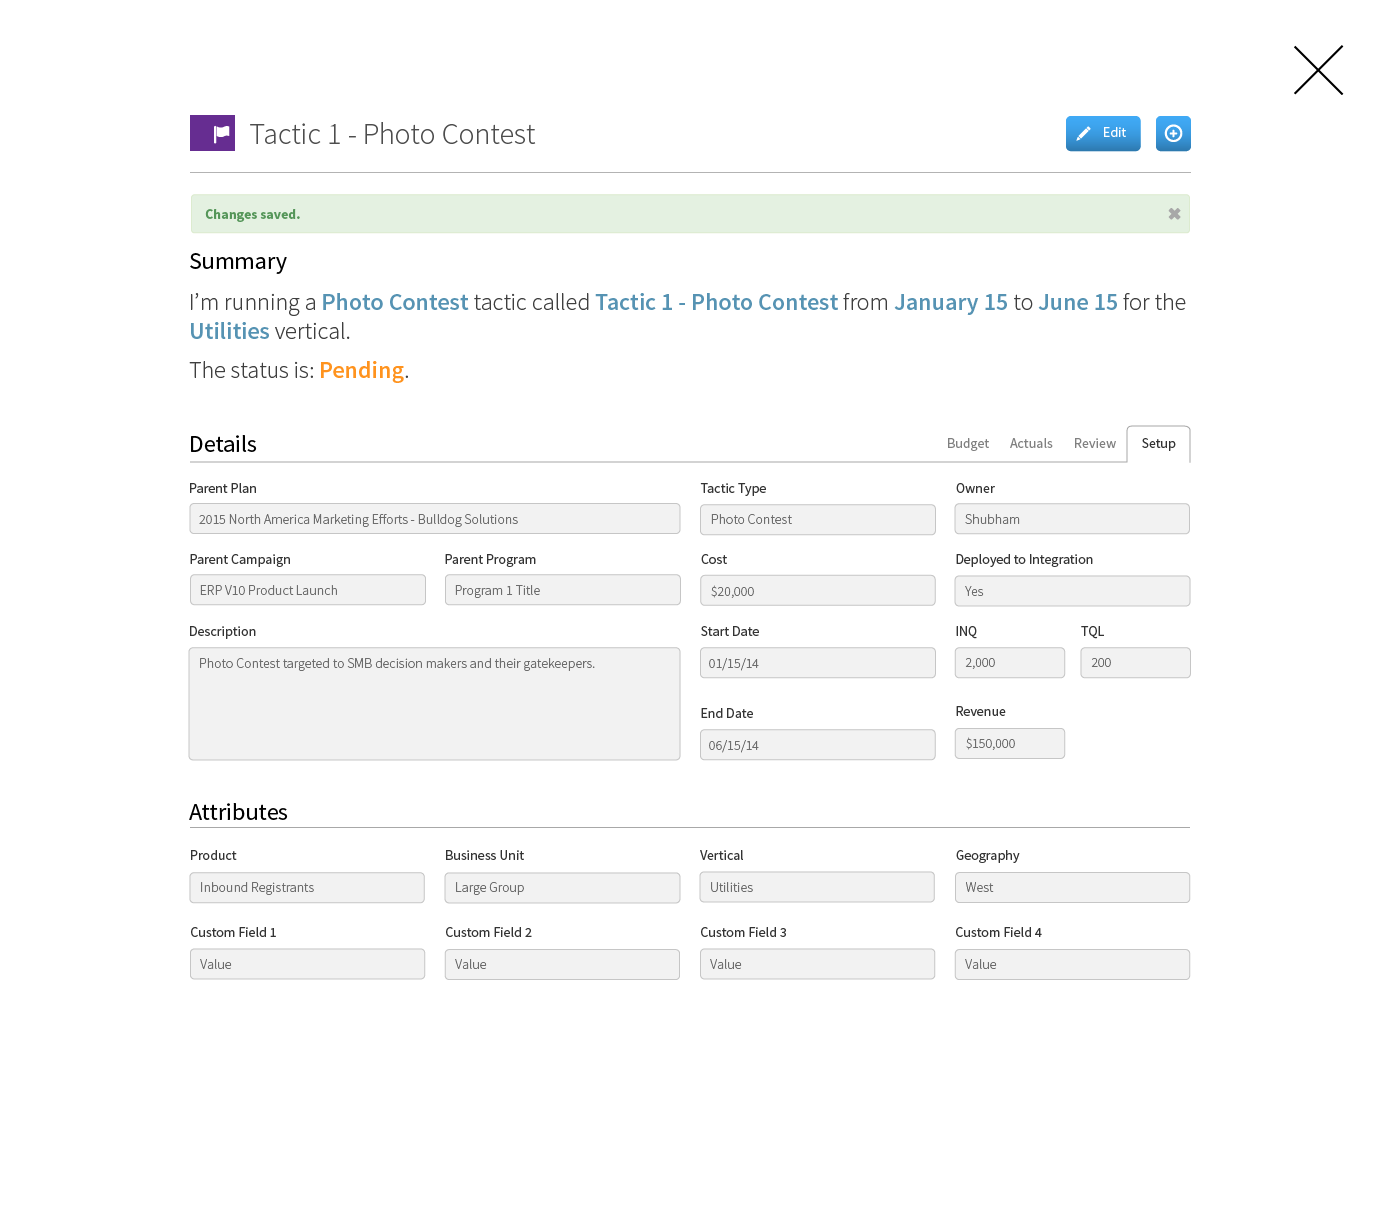 Tactic 1 - Photo Contest
Edit
Changes saved.
Summary
I’m running a Photo Contest tactic called Tactic 1 - Photo Contest from January 15 to June 15 for the
Utilities vertical.
The status is: Pending.
Details
Budget Actuals Review Setup
Parent Plan Tactic Type Owner
2015 North America Marketing Efforts - Bulldog Solutions Photo Contest Shubham
Parent Campaign Parent Program Cost Deployed to Integration
ERP V10 Product Launch Program 1 Title $20,000 Yes
Description Start Date INQ TQL
Photo Contest targeted to SMB decision makers and their gatekeepers. 01/15/14 2,000 200
End Date Revenue
06/15/14 $150,000
Attributes
Product Business Unit Vertical Geography
Inbound Registrants Large Group Utilities West
Custom Field 1 Custom Field 2 Custom Field 3 Custom Field 4
Value Value Value Value